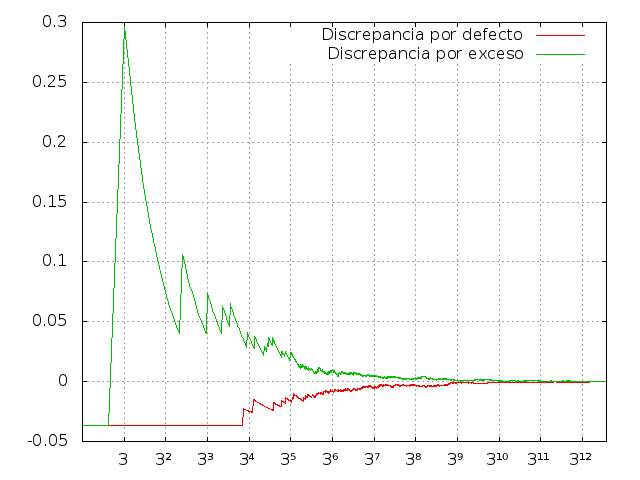 0.3
0.25
0.2
0.15
0.1
0.05
0
-0.05
Discrepancia por defecto
Discrepancia por exceso
3 3² 3³ 3⁴ 3⁵ 3⁶ 3⁷ 3⁸ 3⁹ 3¹⁰ 3¹¹ 3¹²